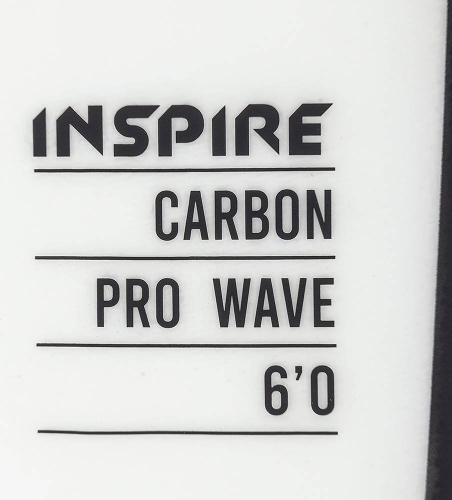 INSPIRE
CARBON
PRO WAVE
6'0